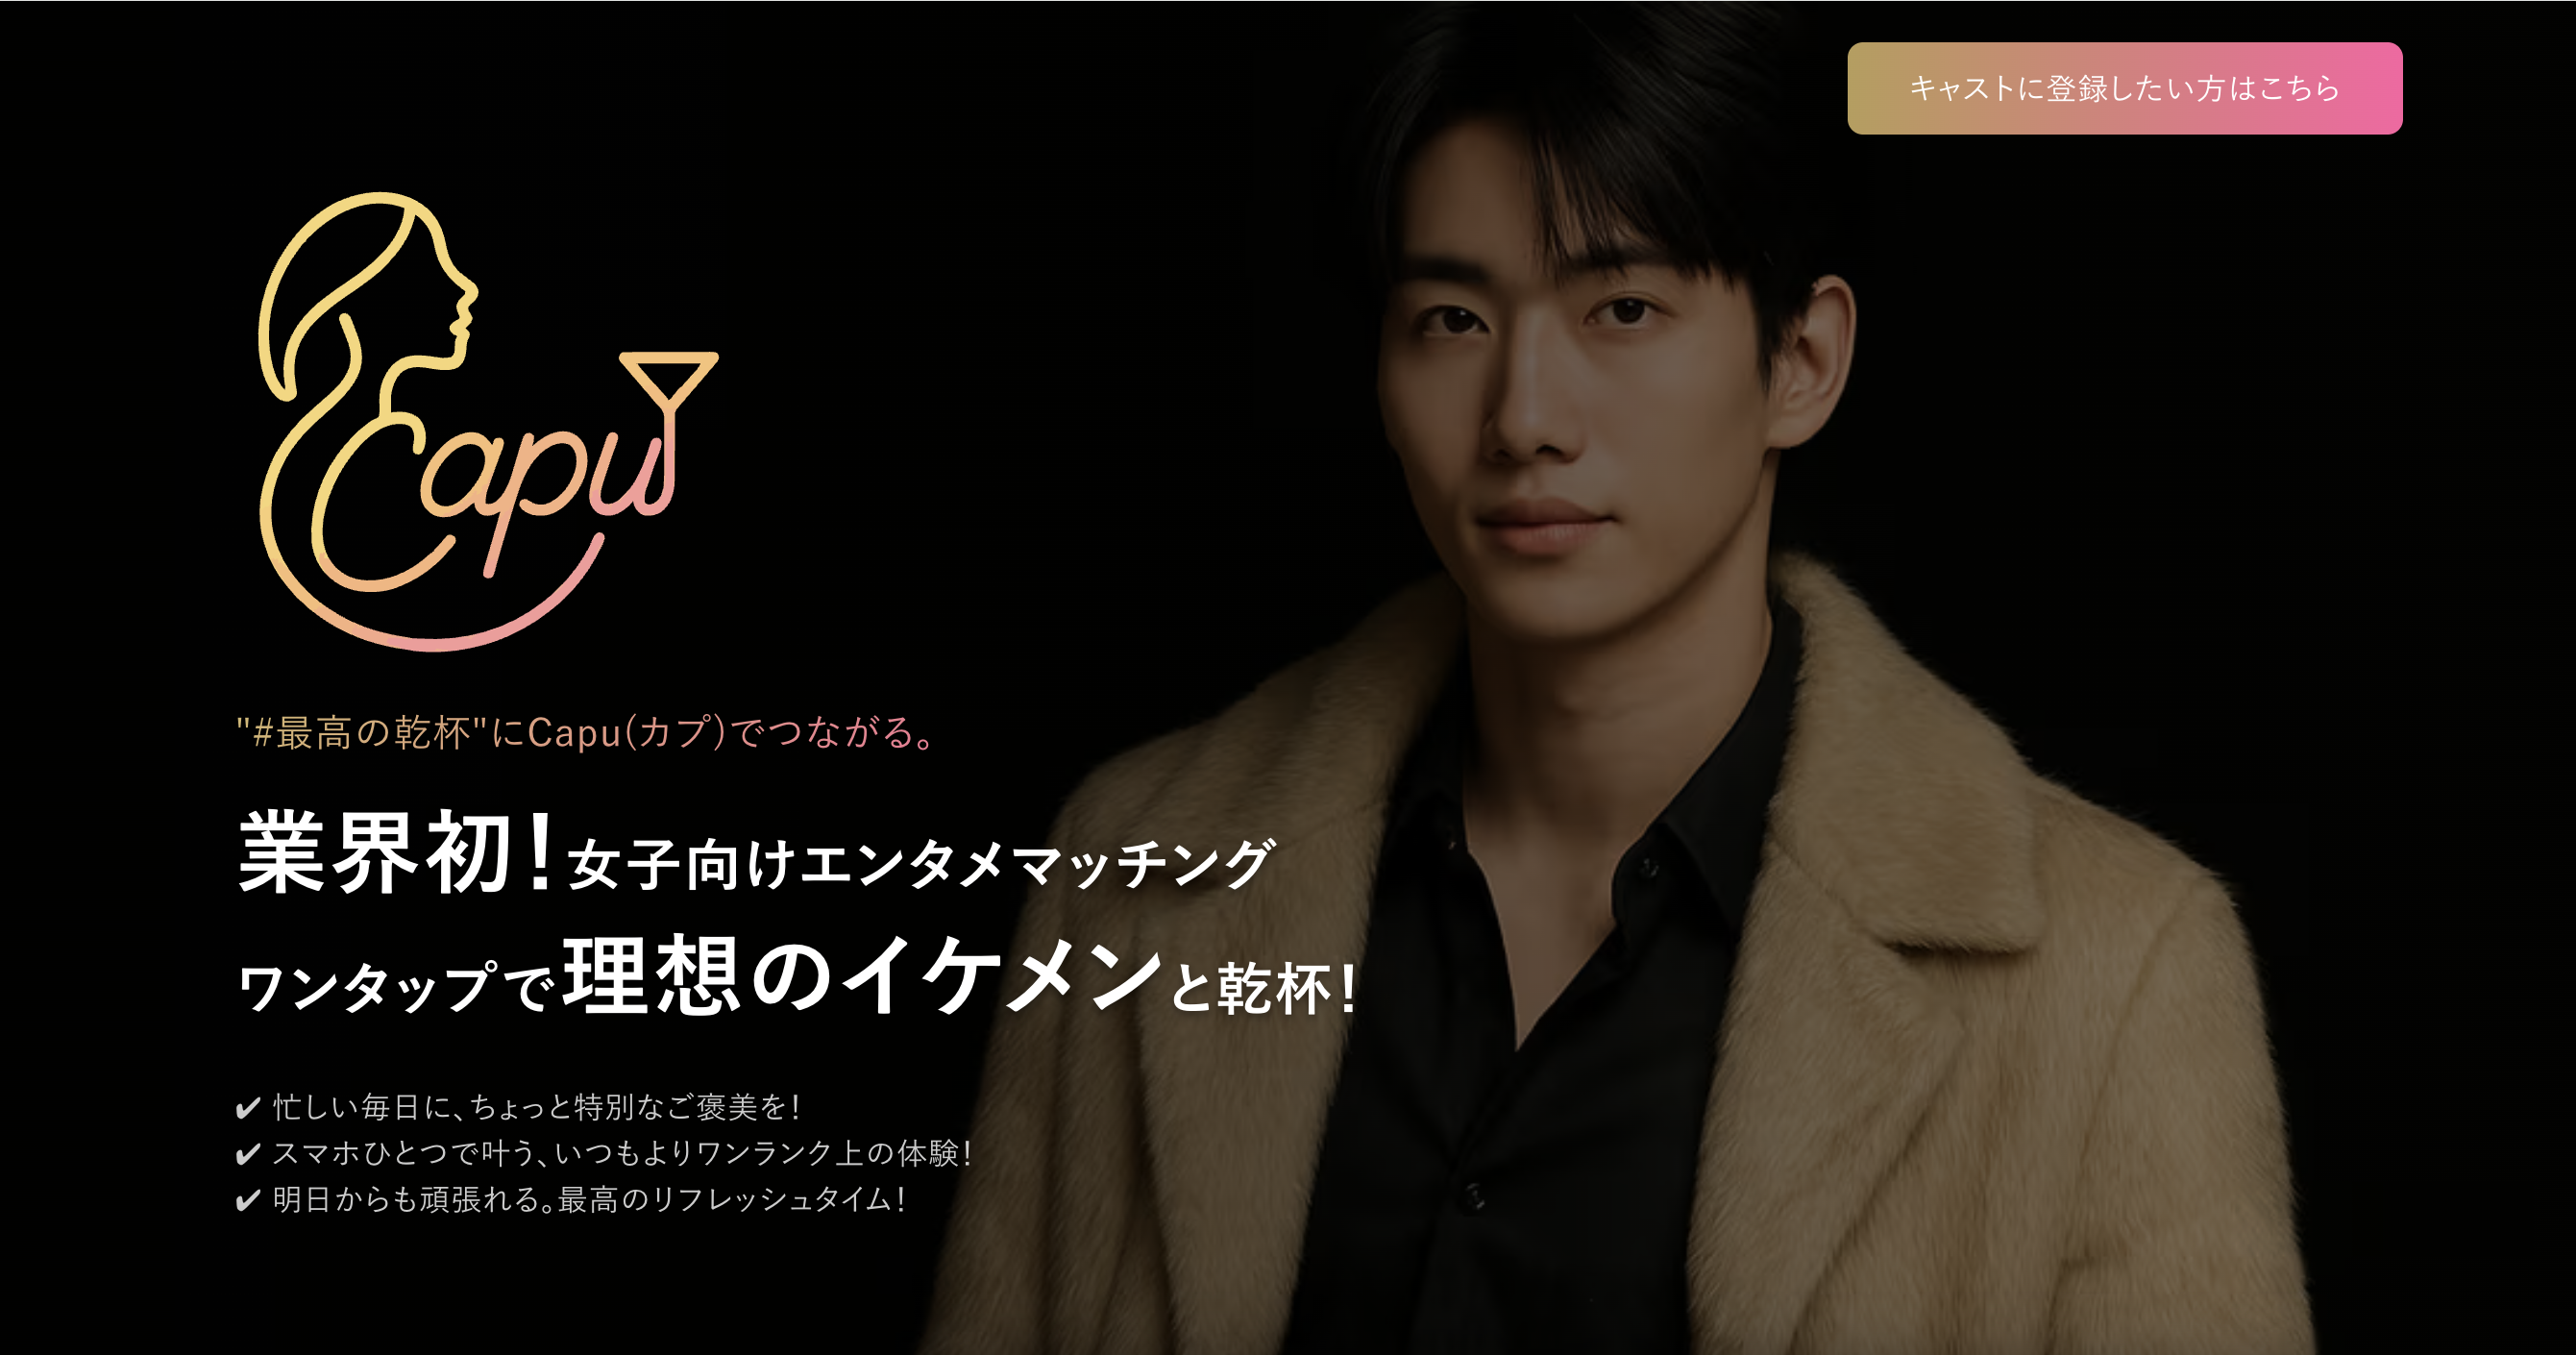 キャストに登録したい方はこちら
Capu
"#最高の乾杯"にCapu(カプ)でつながる。
業界初！女子向けエンタメマッチング
ワンタップで理想のイケメンと乾杯！
✔ 忙しい毎日に、ちょっと特別なご褒美を！
✔ スマホひとつで叶う、いつもよりワンランク上の体験！
✔ 明日からも頑張れる。最高のリフレッシュタイム！